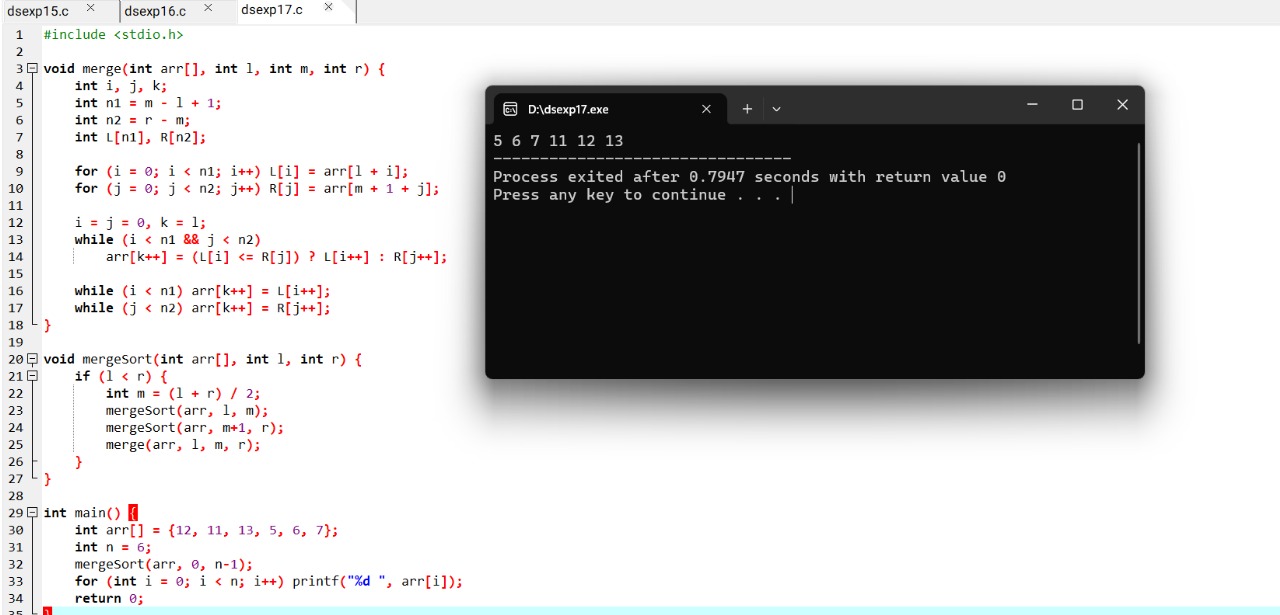 dsexp15.c × dsexp16.c × dsexp17.c ×
1 #include <stdio.h>
2
3 void merge(int arr[], int l, int m, int r) {
4 int i, j, k;
5 int n1 = m - l + 1;
6 int n2 = r - m;
7 int L[n1], R[n2];
8
9 for (i = 0; i < n1; i++) L[i] = arr[l + i];
10 for (j = 0; j < n2; j++) R[j] = arr[m + 1 + j];
11
12 i = j = 0, k = l;
13 while (i < n1 && j < n2)
14 arr[k++] = (L[i] <= R[j]) ? L[i++] : R[j++];
15
16 while (i < n1) arr[k++] = L[i++];
17 while (j < n2) arr[k++] = R[j++];
18 }
19
20 void mergeSort(int arr[], int l, int r) {
21 if (l < r) {
22 int m = (l + r) / 2;
23 mergeSort(arr, l, m);
24 mergeSort(arr, m+1, r);
25 merge(arr, l, m, r);
26 }
27 }
28
29 int main() {
30 int arr[] = {12, 11, 13, 5, 6, 7};
31 int n = 6;
32 mergeSort(arr, 0, n-1);
33 for (int i = 0; i < n; i++) printf("%d ", arr[i]);
34 return 0;
35 }
D:\dsexp17.exe
5 6 7 11 12 13
--------------------------------
Process exited after 0.7947 seconds with return value 0
Press any key to continue . . .